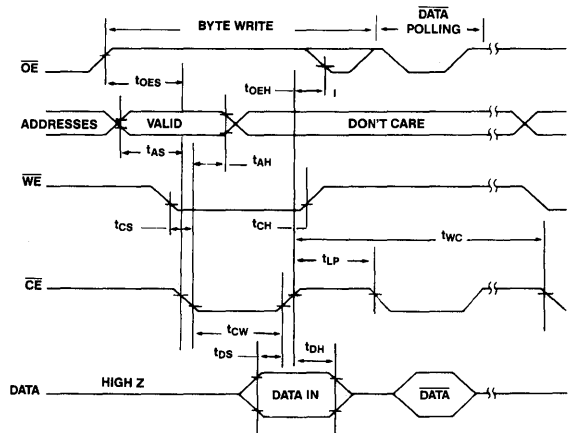 BYTE WRITE
DATA
POLLING
OE
tOES
tOEH
ADDRESSES
VALID
DON'T CARE
tAS
tAH
WE
tCS
tCH
tWC
tLP
CE
tCW
tDS
tDH
HIGH Z
DATA
DATA IN
DATA